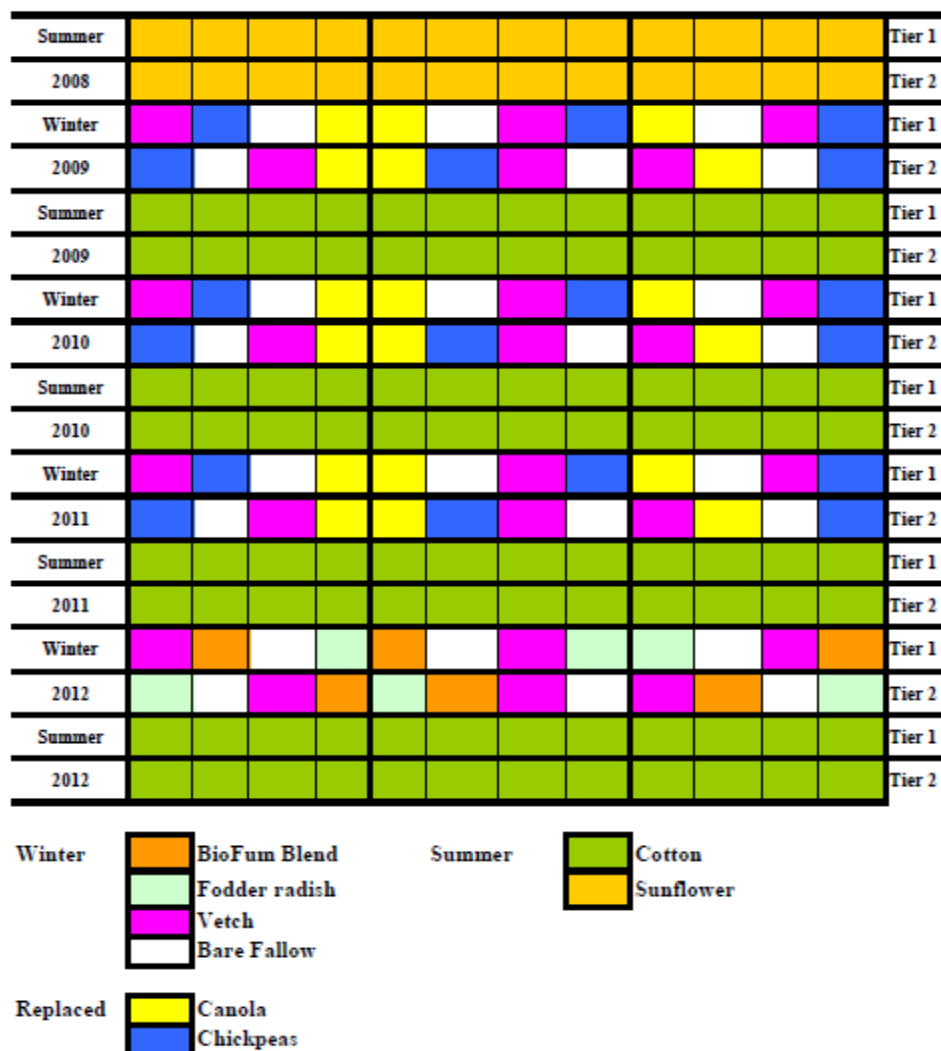 Summer Tier 1
2008 Tier 2
Winter Tier 1
2009 Tier 2
Summer Tier 1
2009 Tier 2
Winter Tier 1
2010 Tier 2
Summer Tier 1
2010 Tier 2
Winter Tier 1
2011 Tier 2
Summer Tier 1
2011 Tier 2
Winter Tier 1
2012 Tier 2
Summer Tier 1
2012 Tier 2
Winter BioFum Blend Summer Cotton
Fodder radish Sunflower
Vetch
Bare Fallow
Replaced Canola
Chickpeas